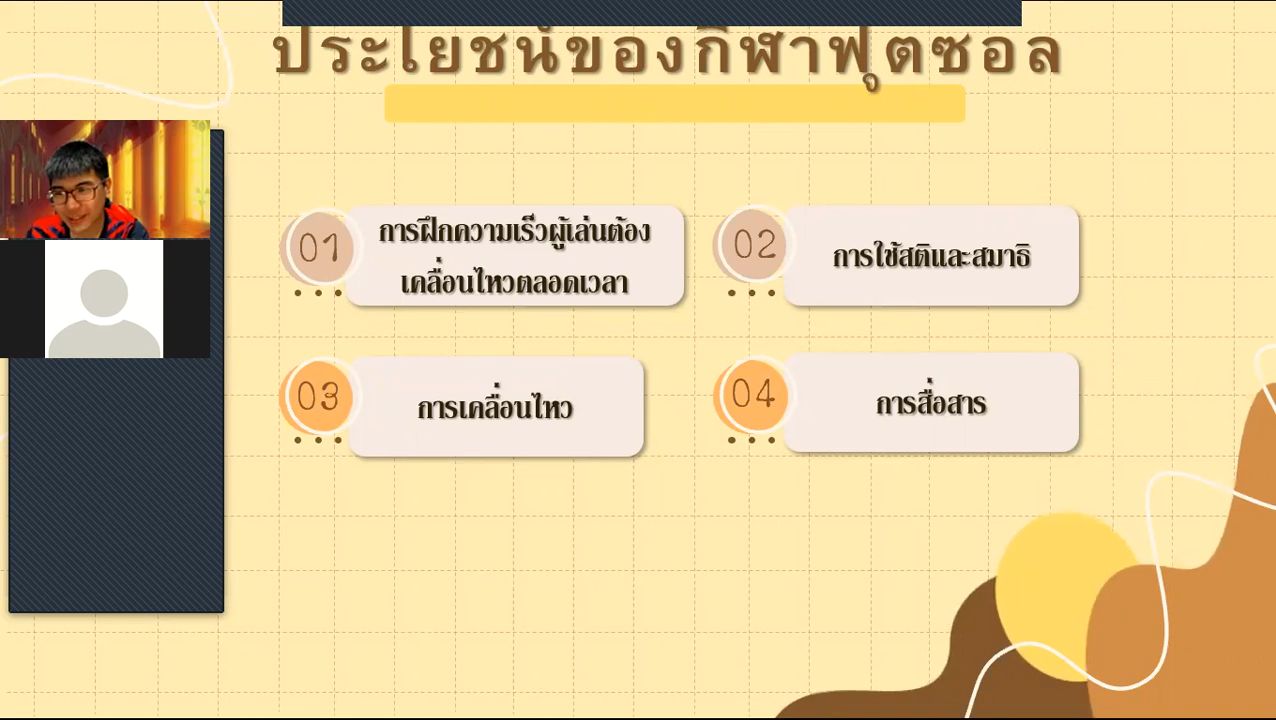 ประโยชน์ของกีฬาฟุตซอล
01
การฝึกความเร็วผู้เล่นต้อง
เคลื่อนไหวตลอดเวลา
02
การใช้สติและสมาธิ
03
การเคลื่อนไหว
04
การสื่อสาร